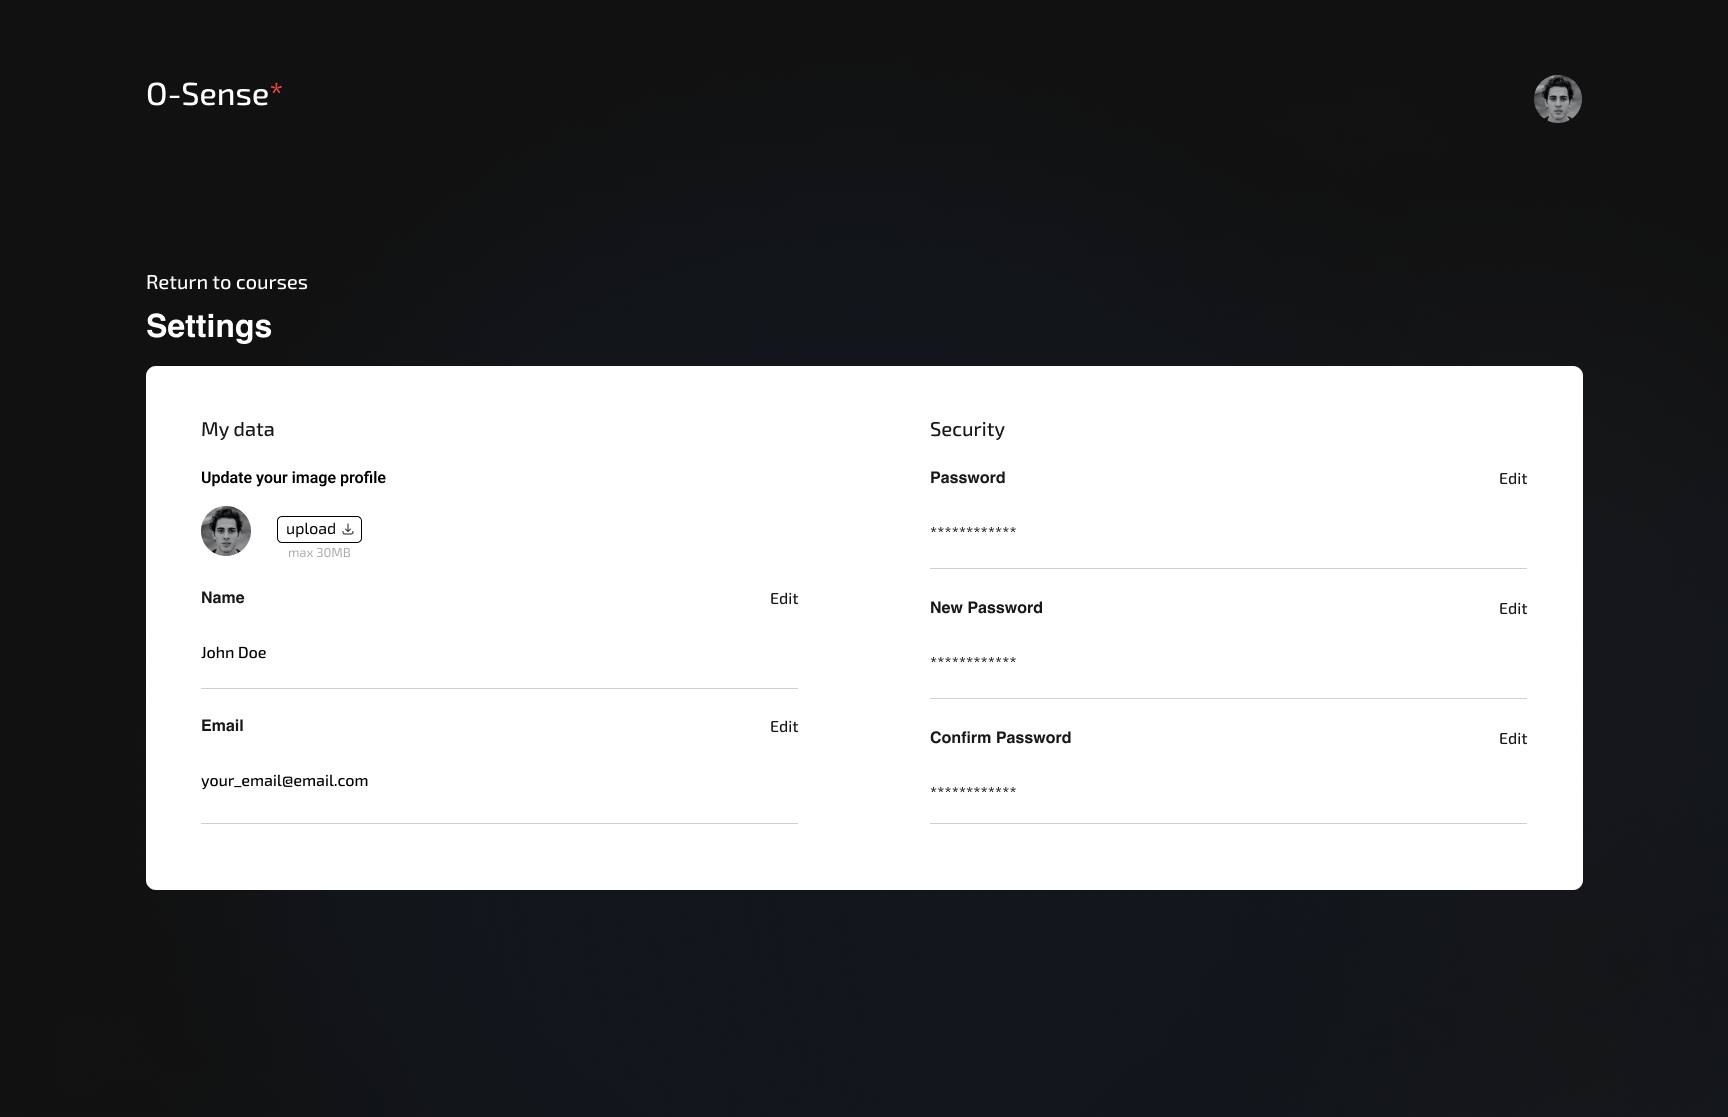 O-Sense*
Return to courses
Settings
My data
Update your image profile
upload
max 30MB
Name Edit
John Doe
Email Edit
your_email@email.com
Security
Password Edit
************
New Password Edit
************
Confirm Password Edit
************